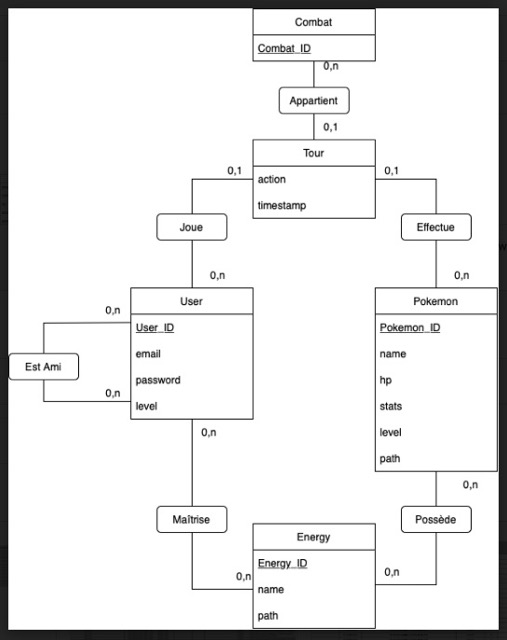 Combat
Combat_ID
0,n
Appartient
0,1
Tour
0,1
action
0,1
timestamp
Joue
Effectue
0,n
0,n
User
Pokemon
0,n
User_ID
Pokemon_ID
email
name
Est Ami
password
hp
0,n
level
stats
0,n
level
path
0,n
Maîtrise
Possède
Energy
Energy_ID
0,n
0,n
name
path